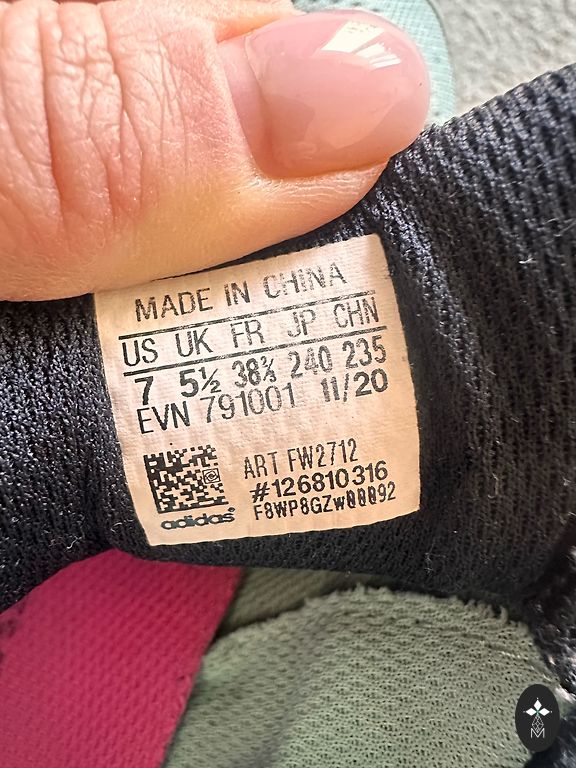 MADE IN CHINA
US UK FR JP CHN
7 5½ 38⅔ 240 235
EVN 791001 11/20
ART FW2712
#126810316
F8WP8GZW00092
adidas
M